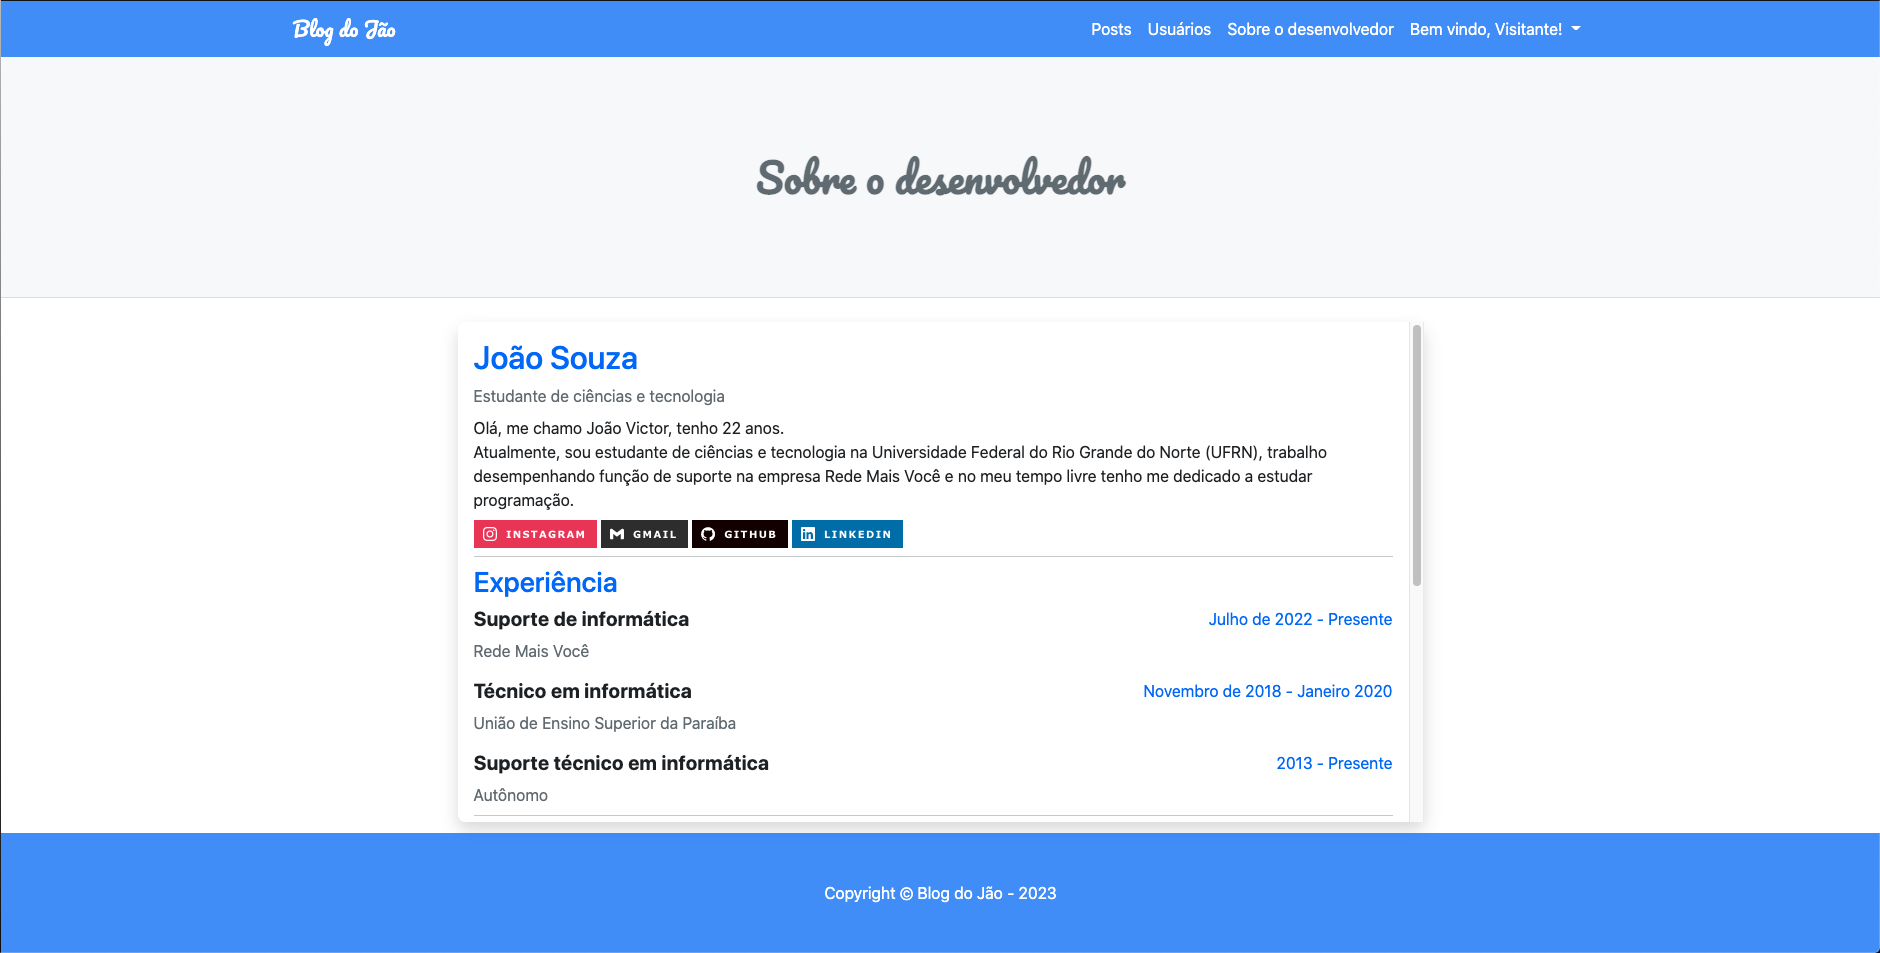 Blog do Jão
Posts Usuários Sobre o desenvolvedor Bem vindo, Visitante!
Sobre o desenvolvedor
João Souza
Estudante de ciências e tecnologia
Olá, me chamo João Victor, tenho 22 anos.
Atualmente, sou estudante de ciências e tecnologia na Universidade Federal do Rio Grande do Norte (UFRN), trabalho
desempenhando função de suporte na empresa Rede Mais Você e no meu tempo livre tenho me dedicado a estudar
programação.
INSTAGRAM GMAIL GITHUB LINKEDIN
Experiência
Suporte de informática Julho de 2022 - Presente
Rede Mais Você
Técnico em informática Novembro de 2018 - Janeiro 2020
União de Ensino Superior da Paraíba
Suporte técnico em informática 2013 - Presente
Autônomo
Copyright © Blog do Jão - 2023